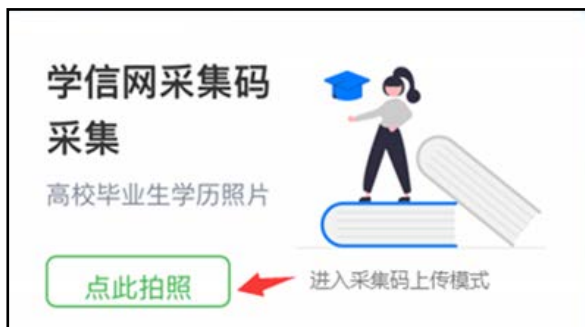 学信网采集码
采集
高校毕业生学历照片
点此拍照
进入采集码上传模式